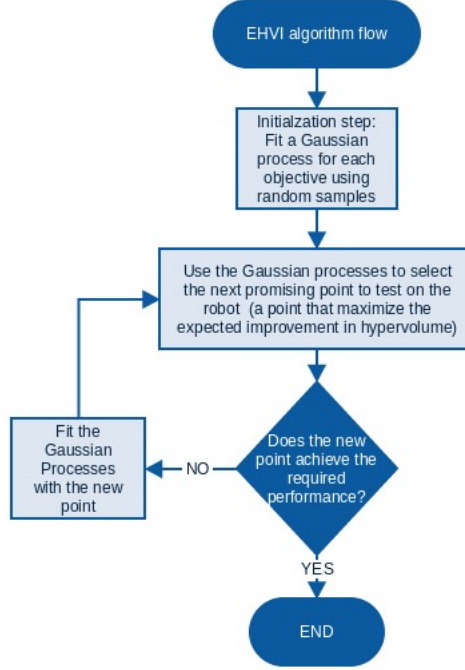 EHVI algorithm flow
Initialzation step:
Fit a Gaussian
process for each
objective using
random samples
Use the Gaussian processes to select
the next promising point to test on the
robot (a point that maximize the
expected improvement in hypervolume)
Does the new
point achieve the
required
performance?
NO
Fit the
Gaussian
Processes
with the new
point
YES
END